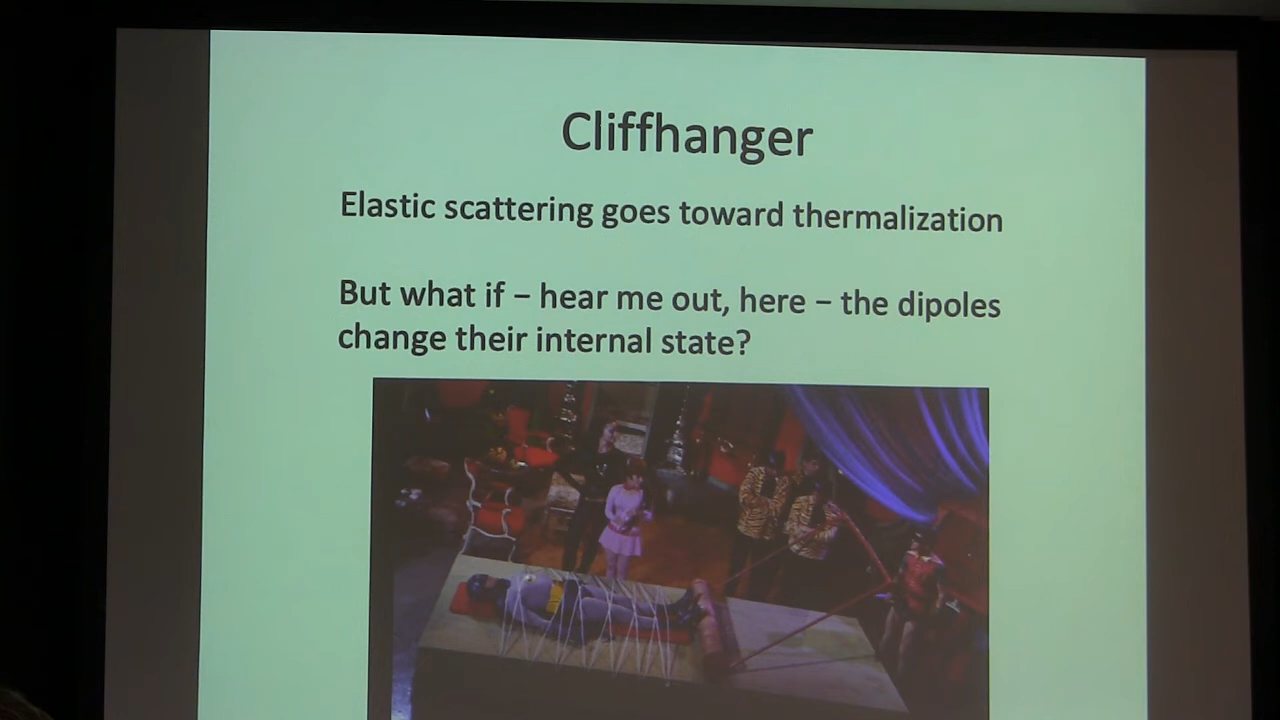 Cliffhanger
Elastic scattering goes toward thermalization
But what if – hear me out, here – the dipoles
change their internal state?